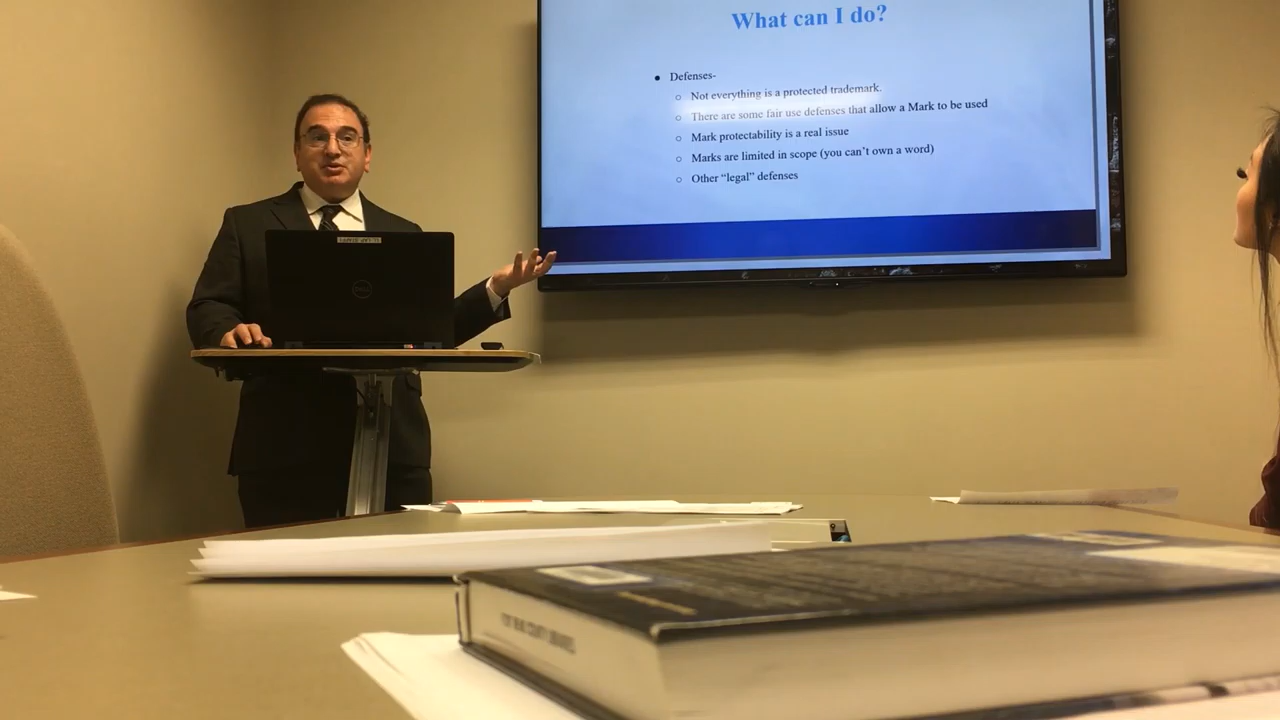 What can I do?
Defenses-
Not everything is a protected trademark.
There are some fair use defenses that allow a Mark to be used
Mark protectability is a real issue
Marks are limited in scope (you can't own a word)
Other "legal" defenses
DELL